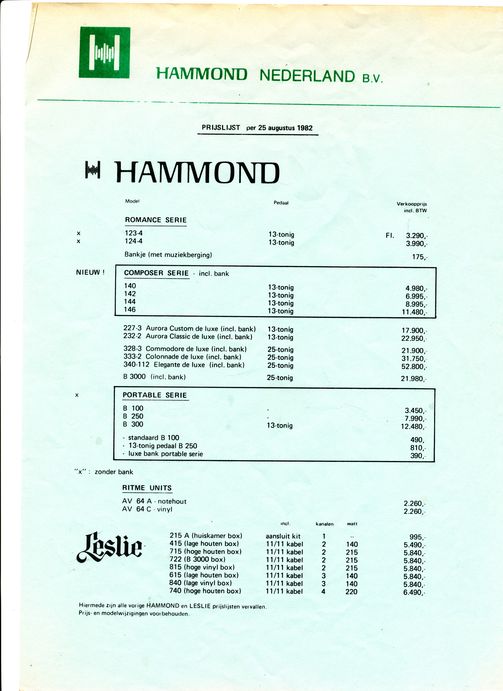 HAMMOND NEDERLAND B.V.
PRIJSLIJST per 25 augustus 1982
HAMMOND
Model Pedaal Verkoopprijs
incl. BTW
ROMANCE SERIE
x 123-4 13-tonig Fl. 3.290,-
x 124-4 13-tonig 3.990,-
Bankje (met muziekberging) 175,-
NIEUW ! COMPOSER SERIE - incl. bank
140 13-tonig 4.980,-
142 13-tonig 6.995,-
144 13-tonig 8.995,-
146 13-tonig 11.480,-
227-3 Aurora Custom de luxe (incl. bank) 13-tonig 17.900,-
232-2 Aurora Classic de luxe (incl. bank) 13-tonig 22.950,-
328-3 Commodore de luxe (incl. bank) 25-tonig 21.900,-
333-2 Colonnade de luxe (incl. bank) 25-tonig 31.750,-
340-112 Elegante de luxe (incl. bank) 25-tonig 52.800,-
B 3000 (incl. bank) 25-tonig 21.980,-
x PORTABLE SERIE
B 100 - 3.450,-
B 250 - 7.990,-
B 300 13-tonig 12.480,-
- standaard B 100 490,-
- 13-tonig pedaal B 250 810,-
- luxe bank portable serie 390,-
"x" : zonder bank
RITME UNITS
AV 64 A - notehout 2.260,-
AV 64 C - vinyl 2.260,-
incl. kanalen watt
Leslie
215 A (huiskamer box) aansluit kit 1 -- 995,-
415 (lage houten box) 11/11 kabel 2 140 5.490,-
715 (hoge houten box) 11/11 kabel 2 215 5.840,-
722 (B 3000 box) 11/11 kabel 2 215 5.840,-
815 (hoge vinyl box) 11/11 kabel 2 215 5.840,-
615 (lage houten box) 11/11 kabel 3 140 5.840,-
840 (lage vinyl box) 11/11 kabel 3 140 5.840,-
740 (hoge houten box) 11/11 kabel 4 220 6.490,-
Hiermede zijn alle vorige HAMMOND en LESLIE prijslijsten vervallen.
Prijs- en modelwijzigingen voorbehouden.